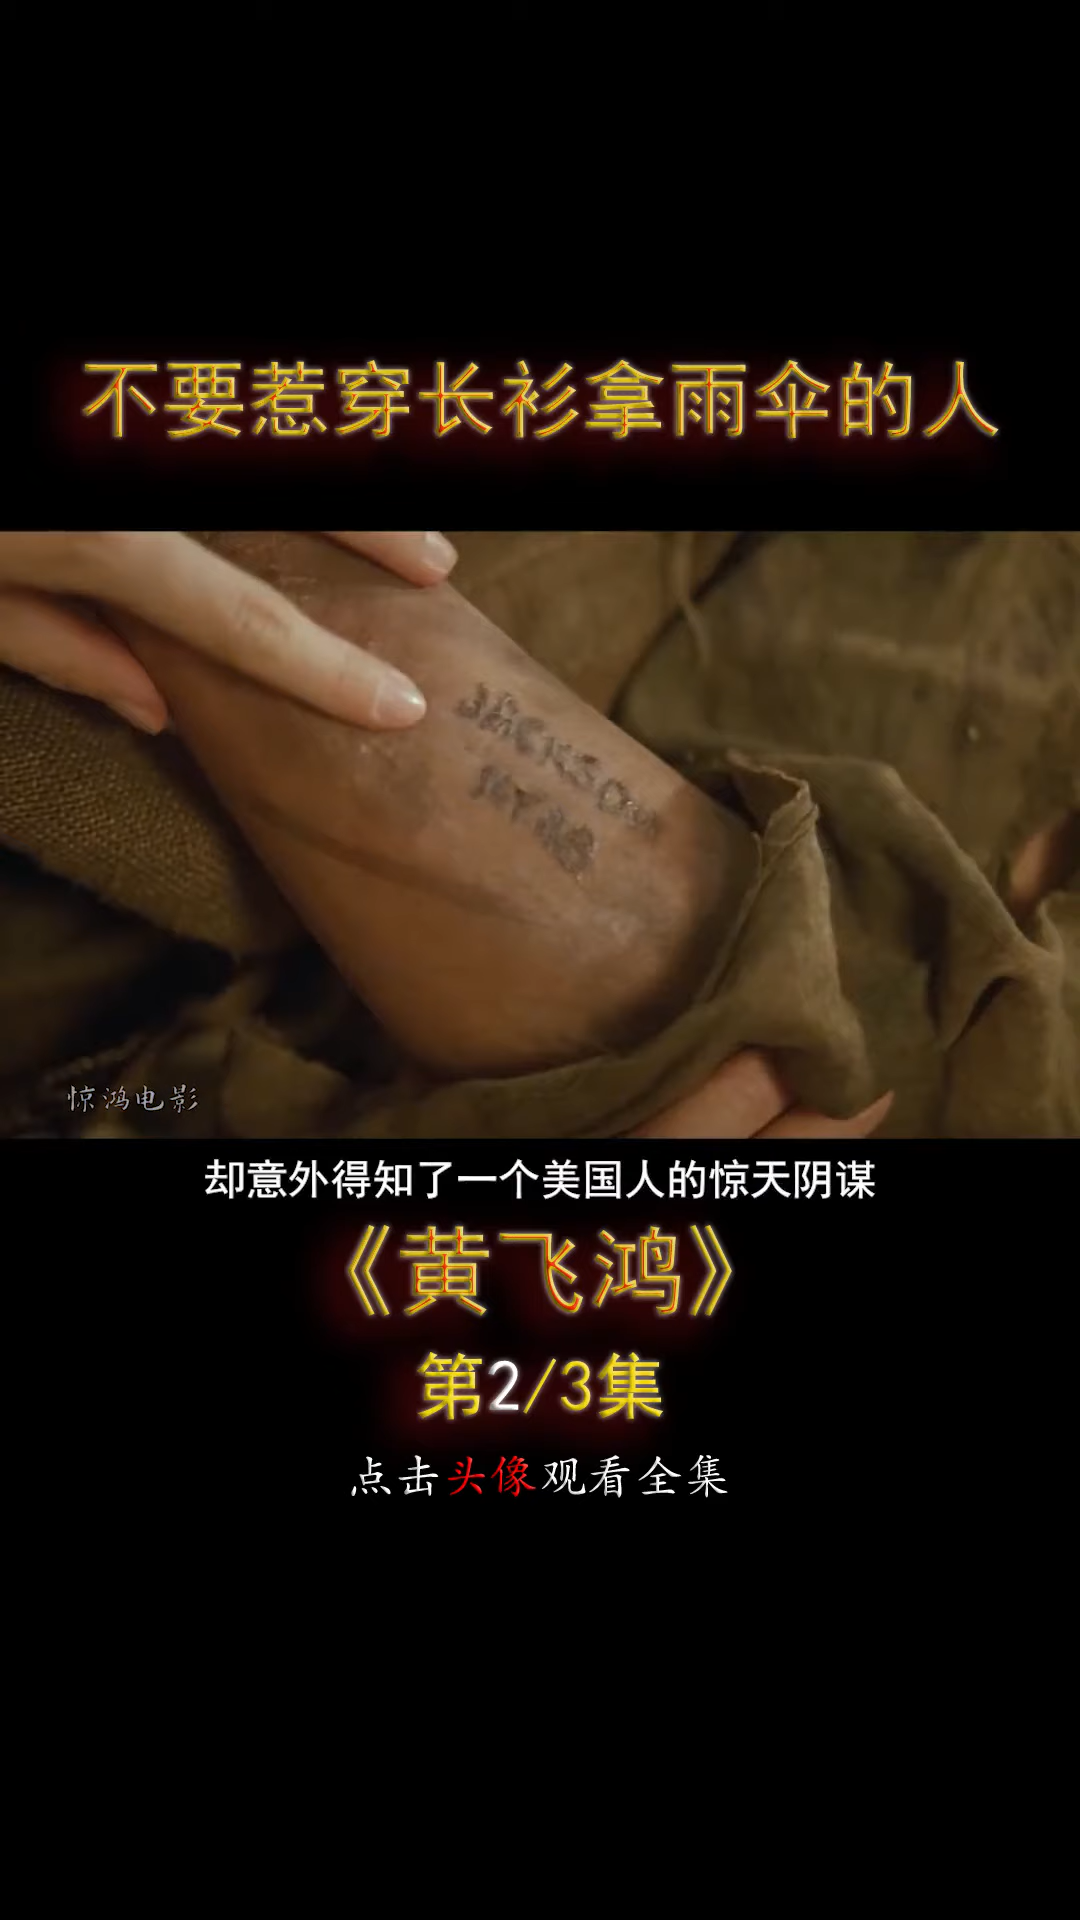 不要惹穿长衫拿雨伞的人
JACKSON
惊鸿电影
却意外得知了一个美国人的惊天阴谋
《黄飞鸿》
第2/3集
点击头像观看全集